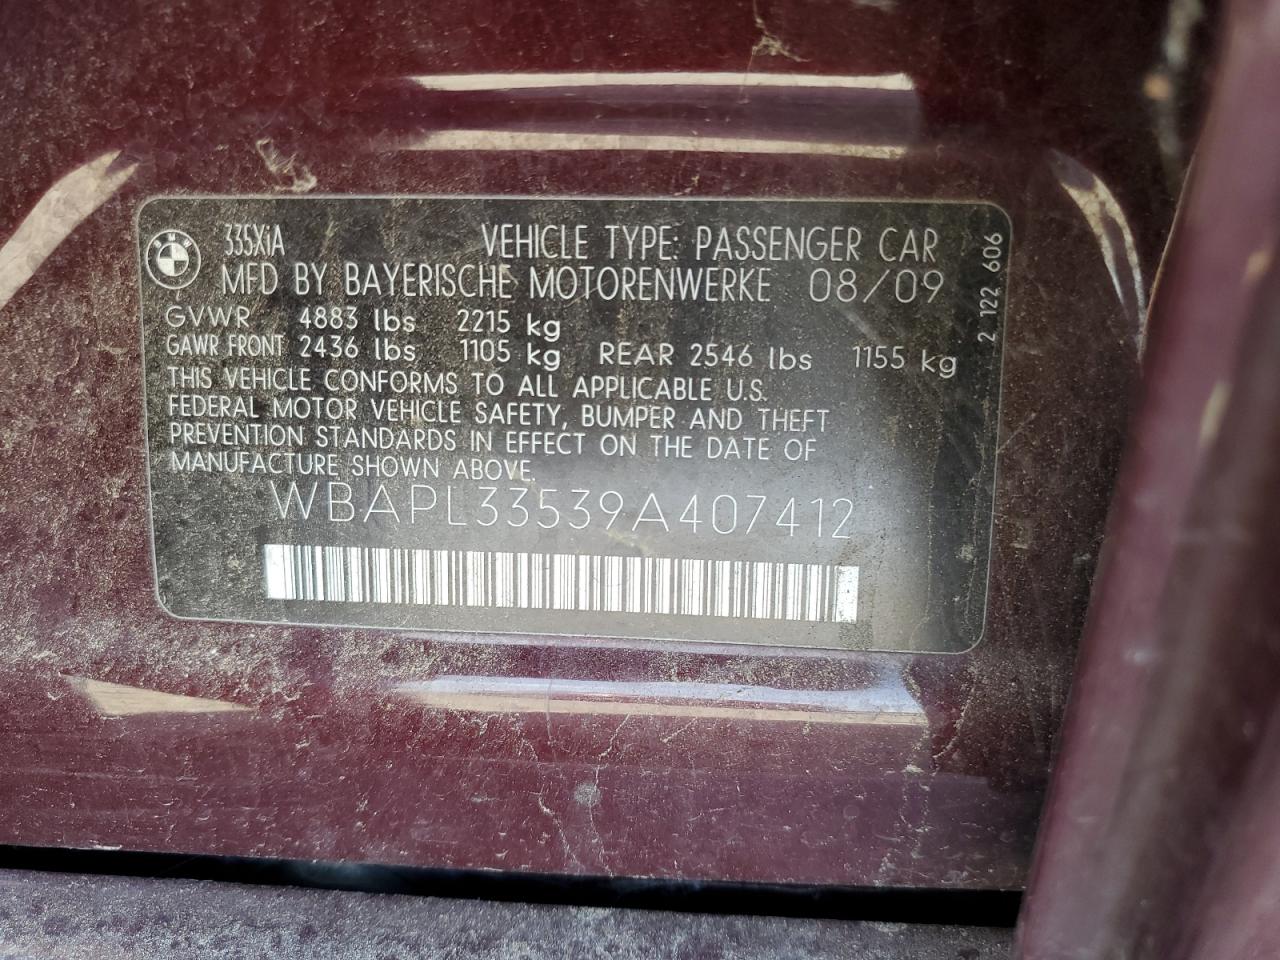 335XiA VEHICLE TYPE: PASSENGER CAR
MFD BY BAYERISCHE MOTORENWERKE 08/09
GVWR 4883 lbs 2215 kg
GAWR FRONT 2436 lbs 1105 kg REAR 2546 lbs 1155 kg
THIS VEHICLE CONFORMS TO ALL APPLICABLE U.S.
FEDERAL MOTOR VEHICLE SAFETY, BUMPER AND THEFT
PREVENTION STANDARDS IN EFFECT ON THE DATE OF
MANUFACTURE SHOWN ABOVE.
WBAPL33539A407412
2 122 606
BMW